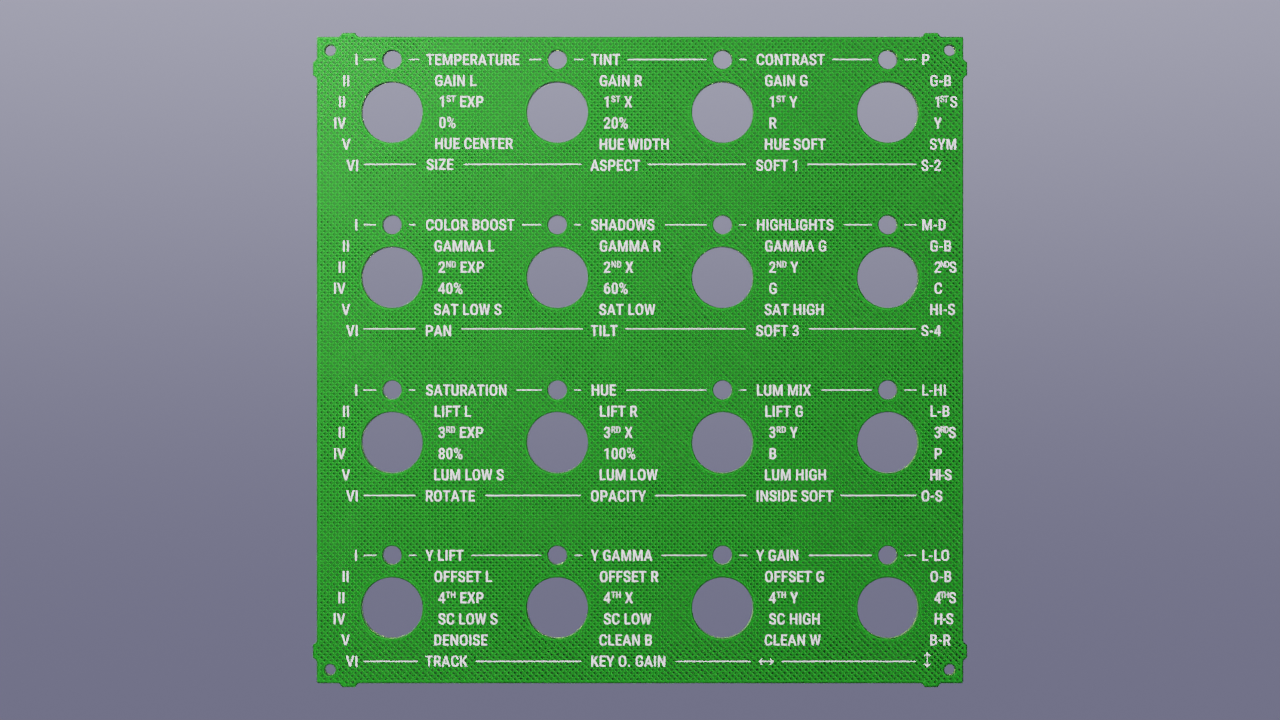 I TEMPERATURE TINT CONTRAST P
II GAIN L GAIN R GAIN G G-B
II 1ST EXP 1ST X 1ST Y 1STS
IV 0% 20% R Y
V HUE CENTER HUE WIDTH HUE SOFT SYM
VI SIZE ASPECT SOFT 1 S-2
I COLOR BOOST SHADOWS HIGHLIGHTS M-D
II GAMMA L GAMMA R GAMMA G G-B
II 2ND EXP 2ND X 2ND Y 2NDS
IV 40% 60% G C
V SAT LOW S SAT LOW SAT HIGH HI-S
VI PAN TILT SOFT 3 S-4
I SATURATION HUE LUM MIX L-HI
II LIFT L LIFT R LIFT G L-B
II 3RD EXP 3RD X 3RD Y 3RDS
IV 80% 100% B P
V LUM LOW S LUM LOW LUM HIGH HI-S
VI ROTATE OPACITY INSIDE SOFT O-S
I Y LIFT Y GAMMA Y GAIN L-LO
II OFFSET L OFFSET R OFFSET G O-B
II 4TH EXP 4TH X 4TH Y 4THS
IV SC LOW S SC LOW SC HIGH H-S
V DENOISE CLEAN B CLEAN W B-R
VI TRACK KEY O. GAIN ↔ ↕